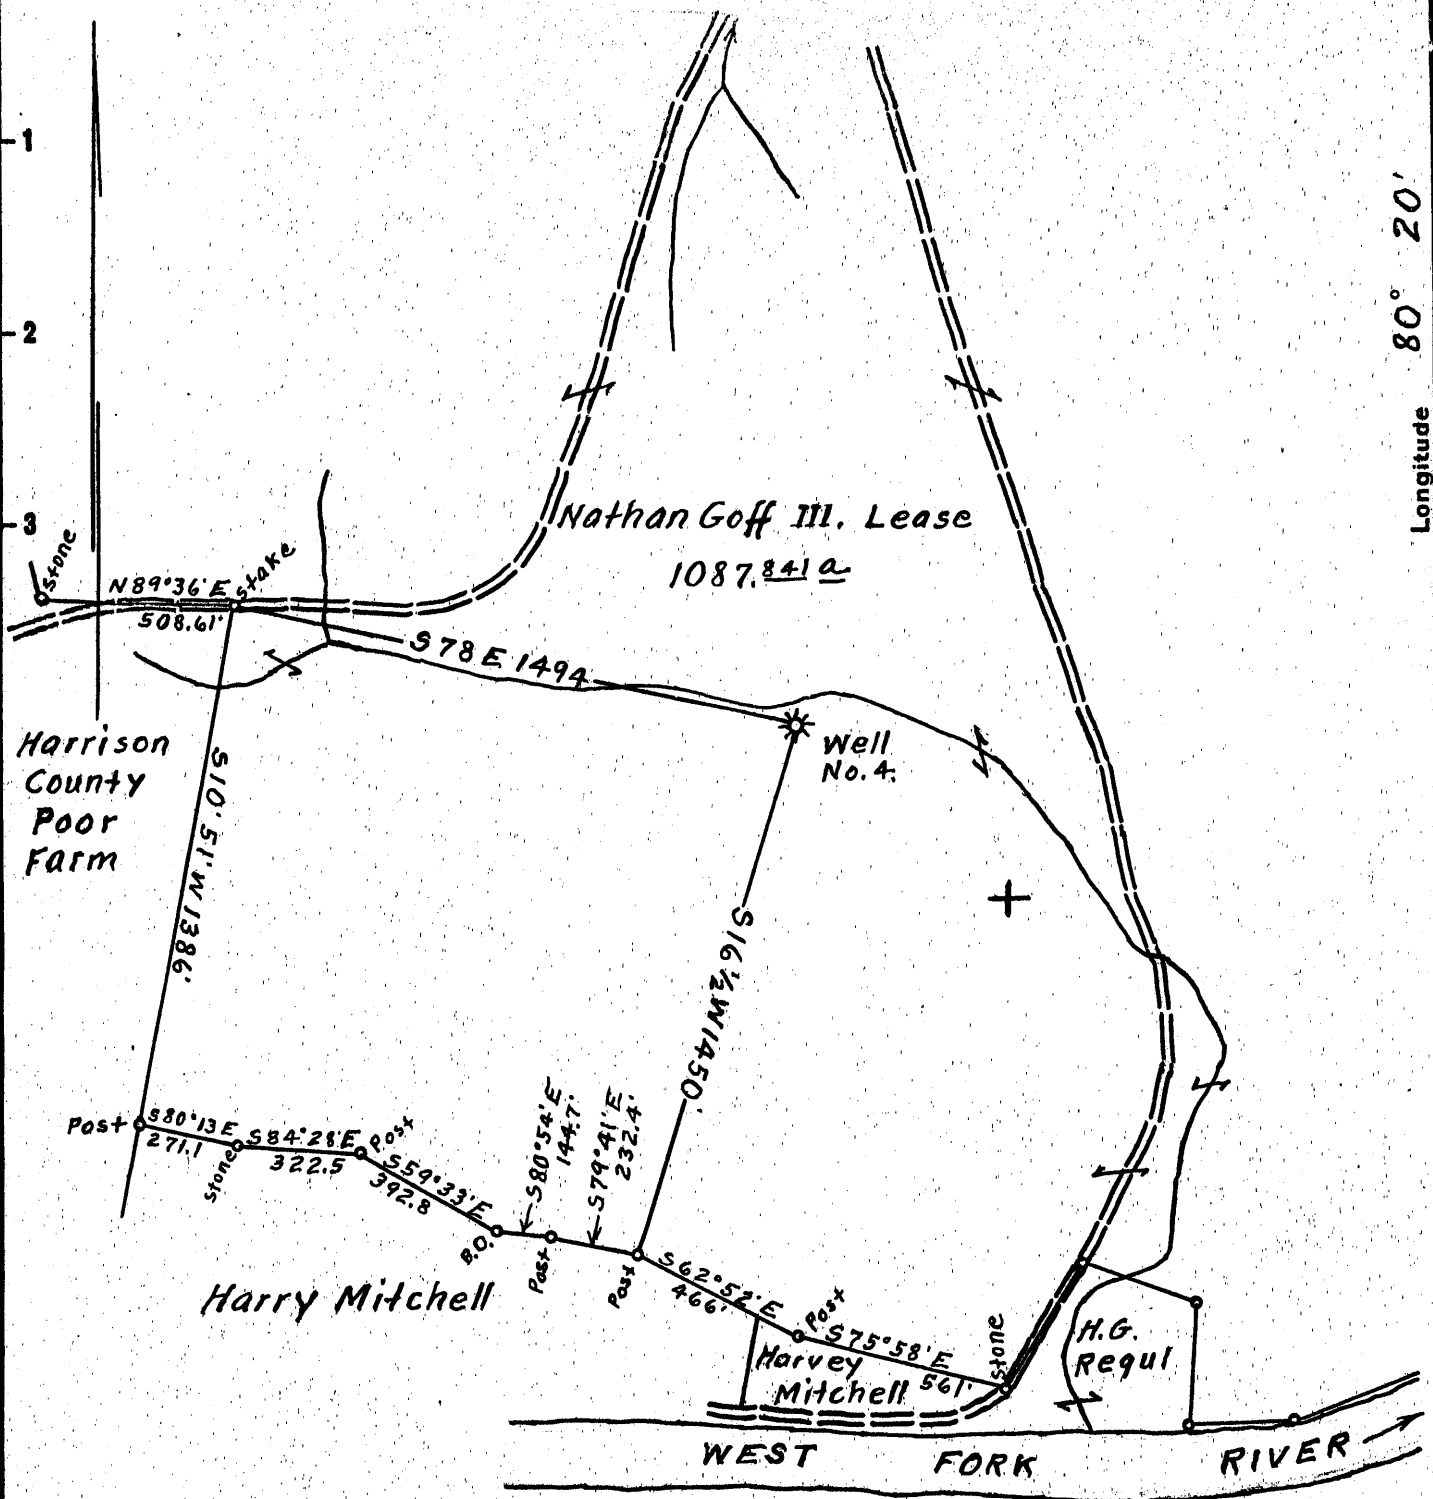 1
2
3
80° 20'
Longitude
Nathan Goff III. Lease
1087.841 a
stone
N89°36'E
508.61'
stake
S78E 1494
Well
No. 4.
Harrison
County
Poor
Farm
S10°51'W 1386'
S16½W1450'
Post
S80°13E
271.1
stone
S84°28'E
322.5
Post
S59°33'E
392.8
B.O.
S80°54'E
144.7'
Post
S79°41'E
232.4'
Post
S62°52'E
466'
Post
S75°58'E
561'
stone
Harry Mitchell
Harvey
Mitchell
H.G.
Requl
WEST FORK RIVER